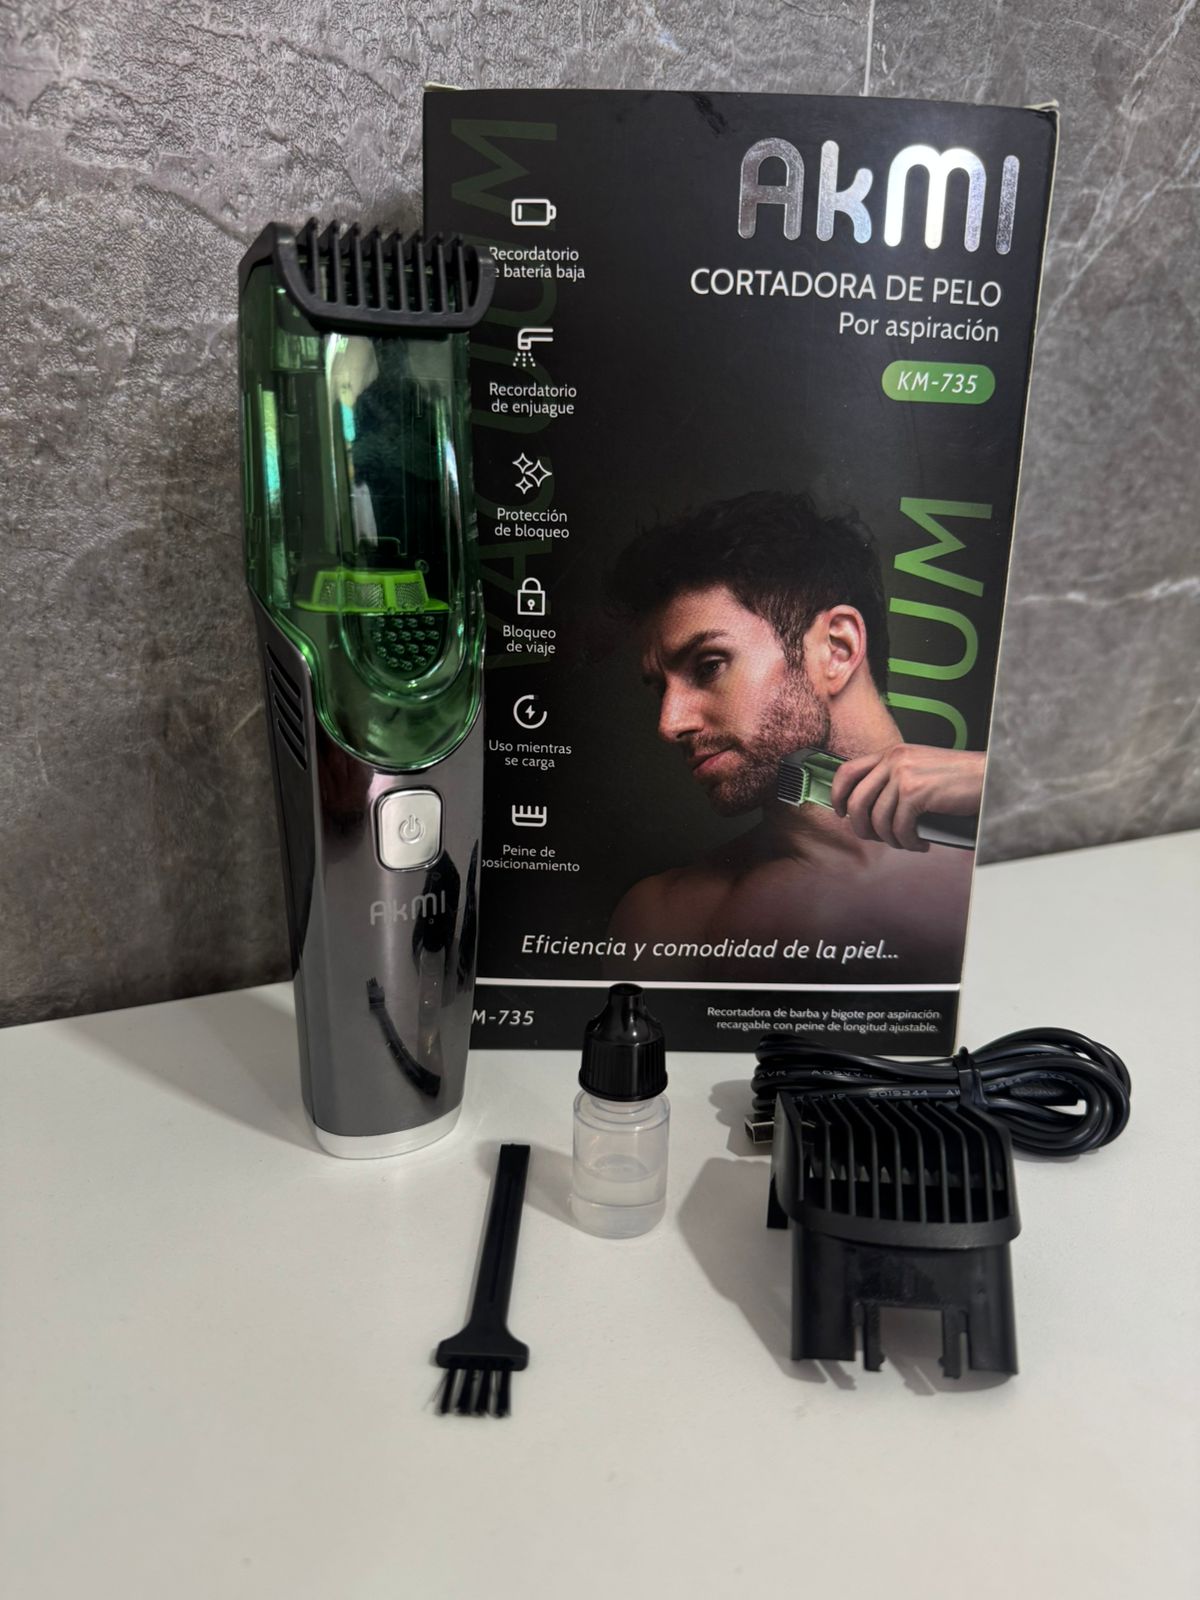 AkMI
CORTADORA DE PELO
Por aspiración
KM-735
VACUUM
Recordatorio
batería baja
Recordatorio
de enjuague
Protección
de bloqueo
Bloqueo
de viaje
Uso mientras
se carga
Peine de
posicionamiento
UUM
AkMI
Eficiencia y comodidad de la piel...
M-735
Recortadora de barba y bigote por aspiración
recargable con peine de longitud ajustable.